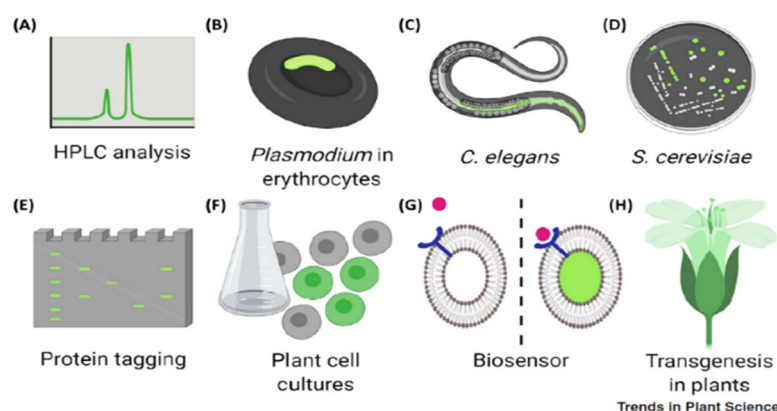 (A)
(B)
(C)
(D)
HPLC analysis
Plasmodium in
erythrocytes
C. elegans
S. cerevisiae
(E)
(F)
(G)
(H)
Protein tagging
Plant cell
cultures
Biosensor
Transgenesis
in plants
Trends in Plant Science